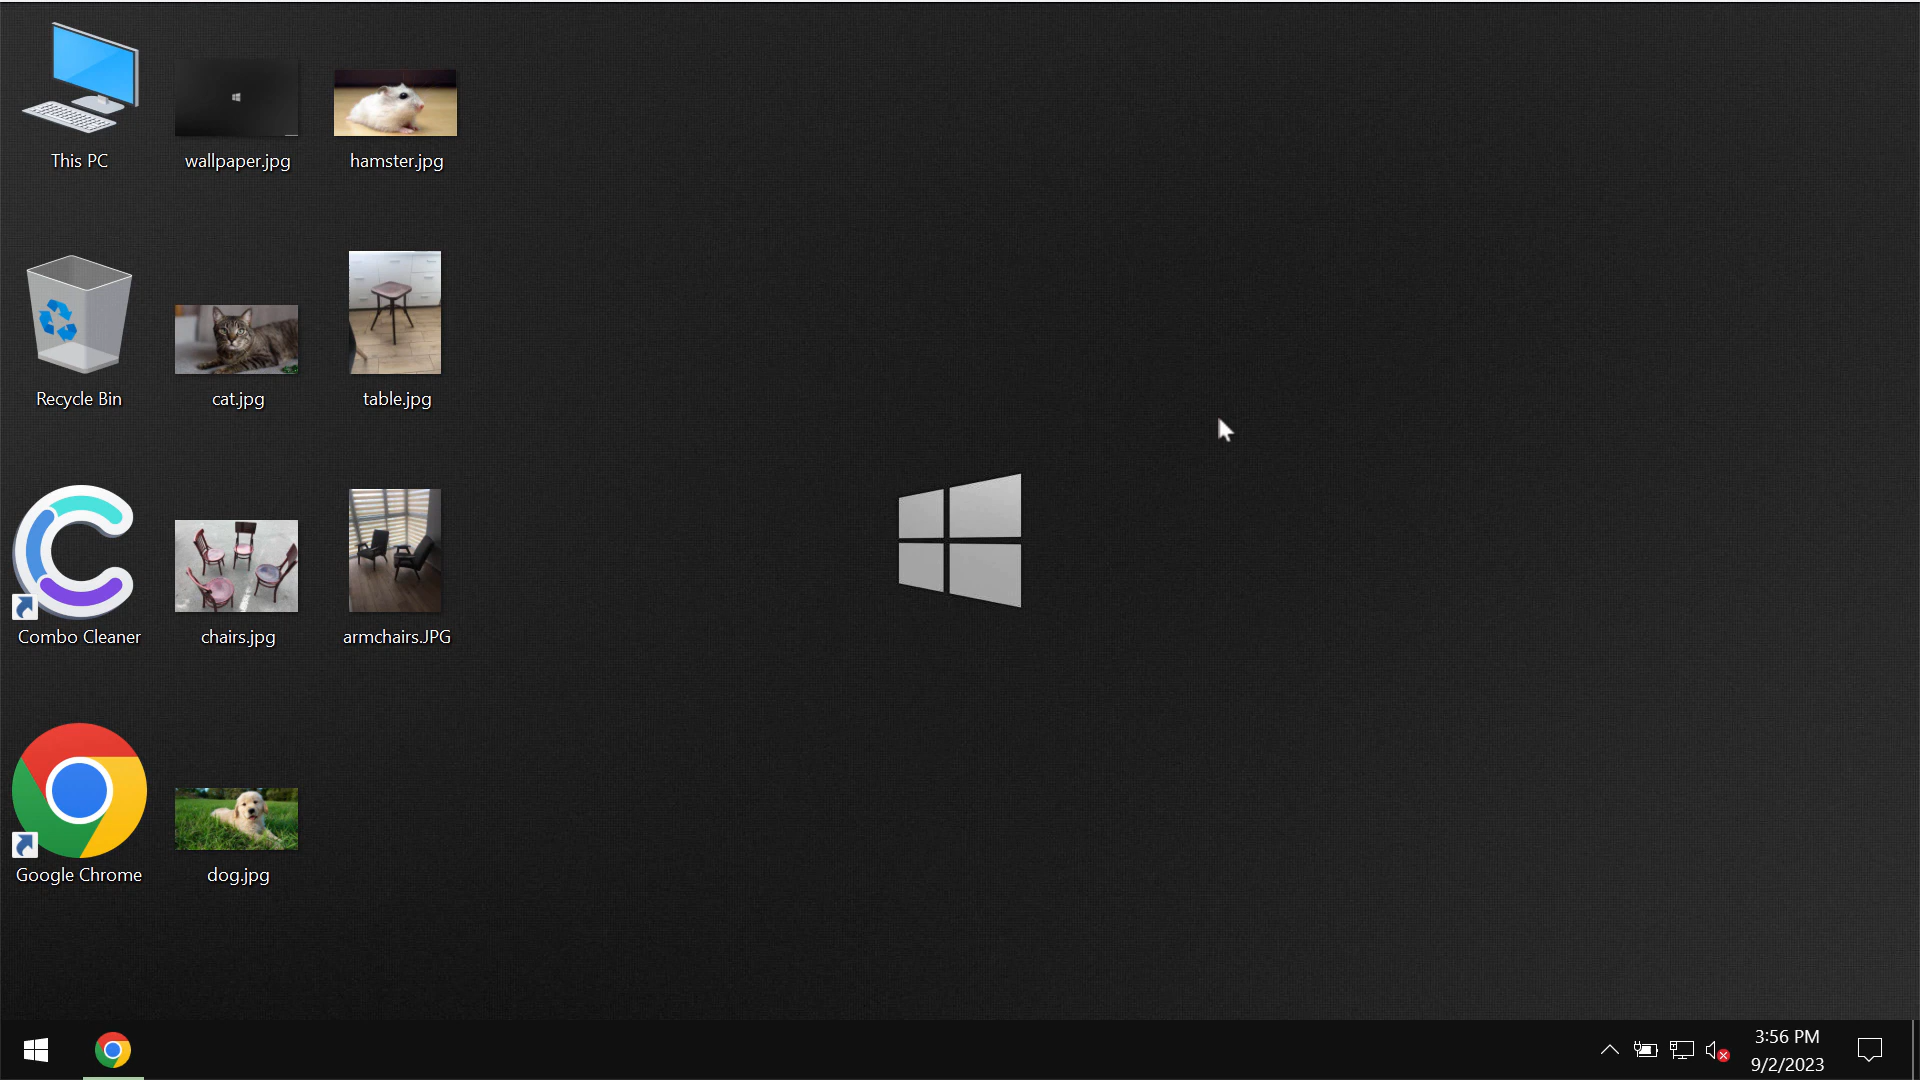 This PC
wallpaper.jpg
hamster.jpg
Recycle Bin
cat.jpg
table.jpg
Combo Cleaner
chairs.jpg
armchairs.JPG
Google Chrome
dog.jpg
3:56 PM
9/2/2023